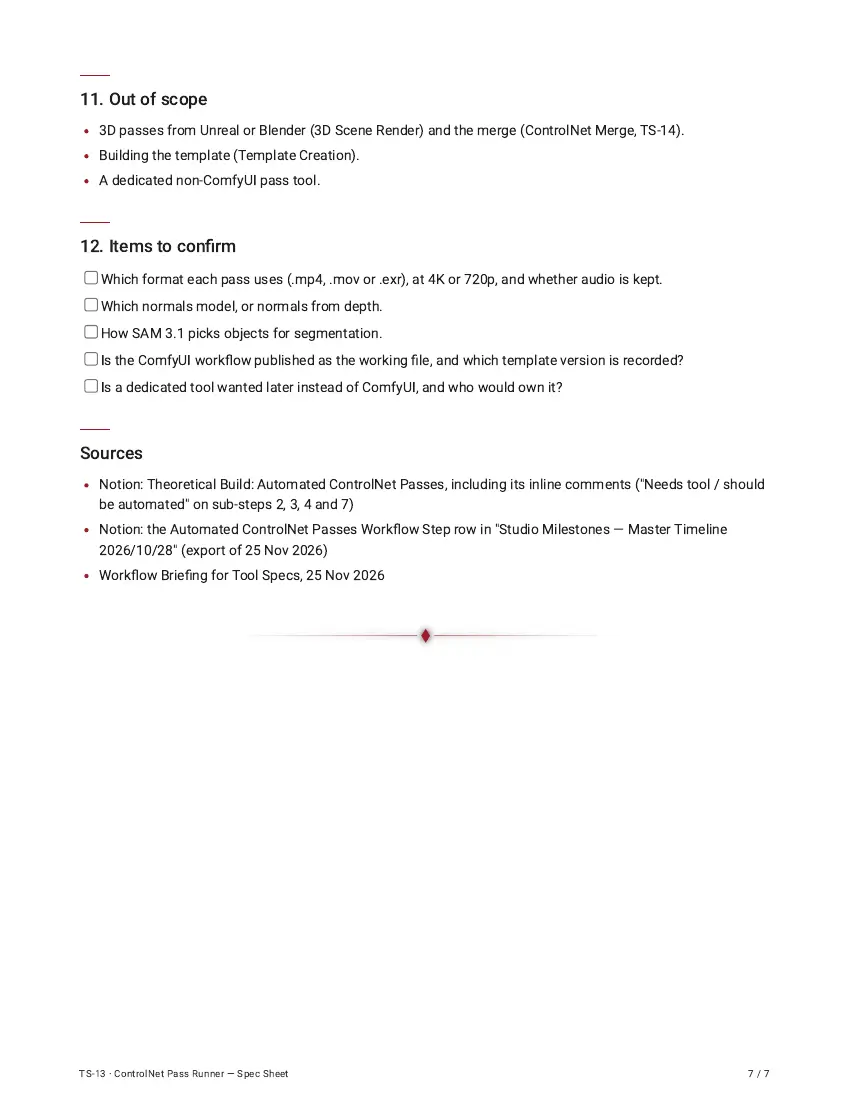 11. Out of scope
• 3D passes from Unreal or Blender (3D Scene Render) and the merge (ControlNet Merge, TS-14).
• Building the template (Template Creation).
• A dedicated non-ComfyUI pass tool.
12. Items to confirm
☐ Which format each pass uses (.mp4, .mov or .exr), at 4K or 720p, and whether audio is kept.
☐ Which normals model, or normals from depth.
☐ How SAM 3.1 picks objects for segmentation.
☐ Is the ComfyUI workflow published as the working file, and which template version is recorded?
☐ Is a dedicated tool wanted later instead of ComfyUI, and who would own it?
Sources
• Notion: Theoretical Build: Automated ControlNet Passes, including its inline comments ("Needs tool / should
be automated" on sub-steps 2, 3, 4 and 7)
• Notion: the Automated ControlNet Passes Workflow Step row in "Studio Milestones — Master Timeline
2026/10/28" (export of 25 Nov 2026)
• Workflow Briefing for Tool Specs, 25 Nov 2026
TS-13 · ControlNet Pass Runner — Spec Sheet
7 / 7